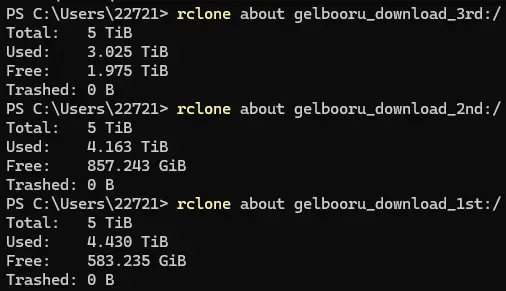 PS C:\Users\22721> rclone about gelbooru_download_3rd:/
Total:   5 TiB
Used:    3.025 TiB
Free:    1.975 TiB
Trashed: 0 B
PS C:\Users\22721> rclone about gelbooru_download_2nd:/
Total:   5 TiB
Used:    4.163 TiB
Free:    857.243 GiB
Trashed: 0 B
PS C:\Users\22721> rclone about gelbooru_download_1st:/
Total:   5 TiB
Used:    4.430 TiB
Free:    583.235 GiB
Trashed: 0 B